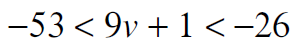 −53 < 9v + 1 < −26